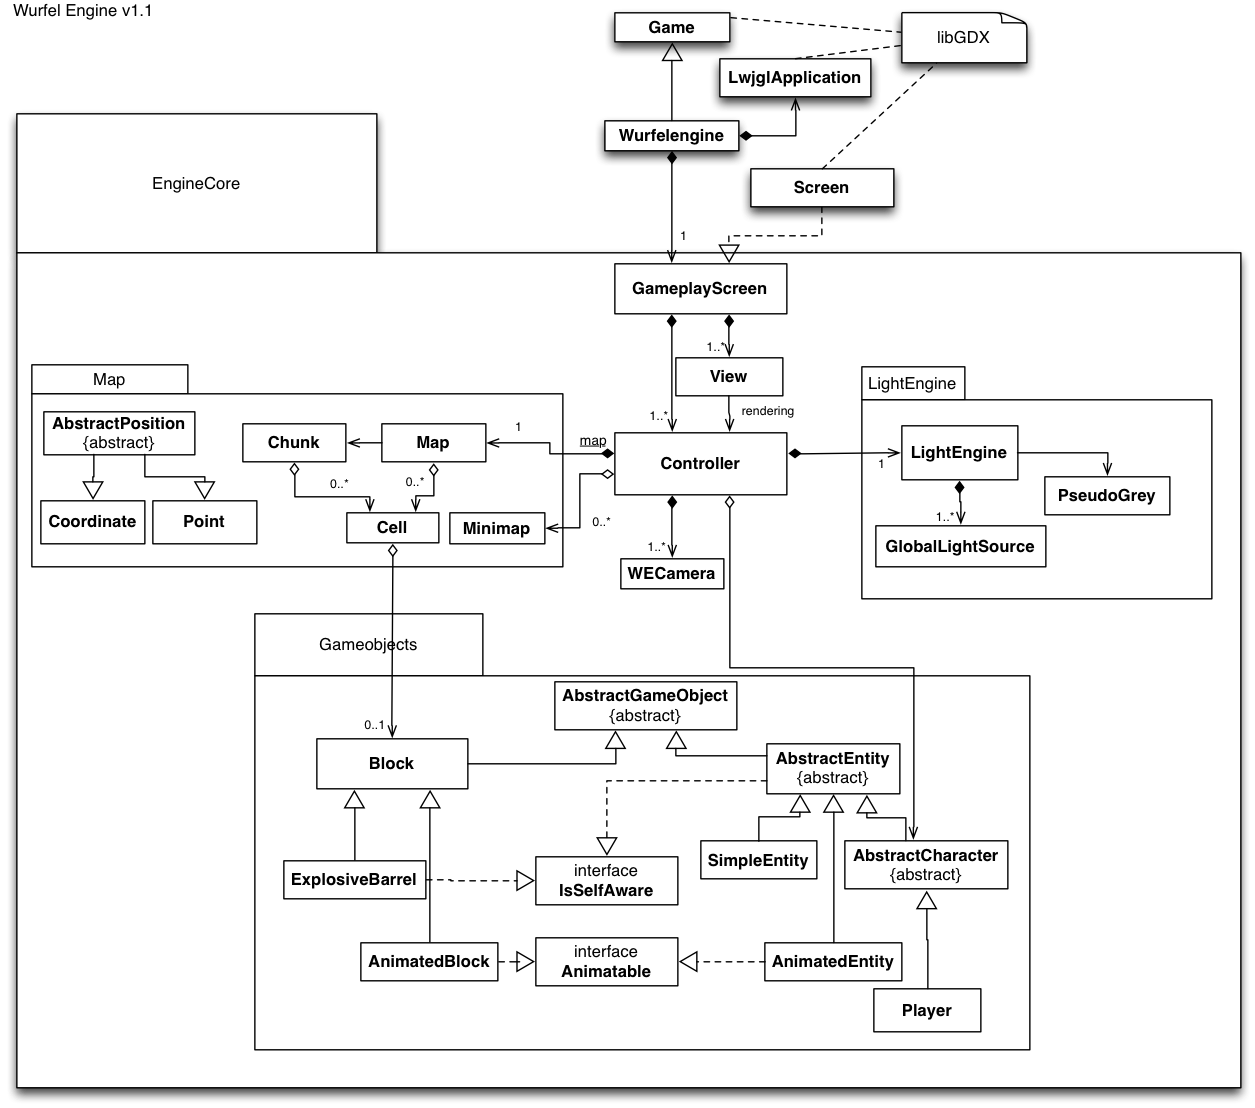 Wurfel Engine v1.1
Game
libGDX
LwjglApplication
Wurfelengine
Screen
EngineCore
1
GameplayScreen
1..*
View
1..*
rendering
Map
AbstractPosition
{abstract}
Coordinate
Point
Chunk
Map
0..*
0..*
Cell
Minimap
1
map
0..*
Controller
1..*
WECamera
1
LightEngine
LightEngine
PseudoGrey
1..*
GlobalLightSource
Gameobjects
0..1
Block
AbstractGameObject
{abstract}
AbstractEntity
{abstract}
SimpleEntity
AbstractCharacter
{abstract}
ExplosiveBarrel
interface
IsSelfAware
AnimatedBlock
interface
Animatable
AnimatedEntity
Player